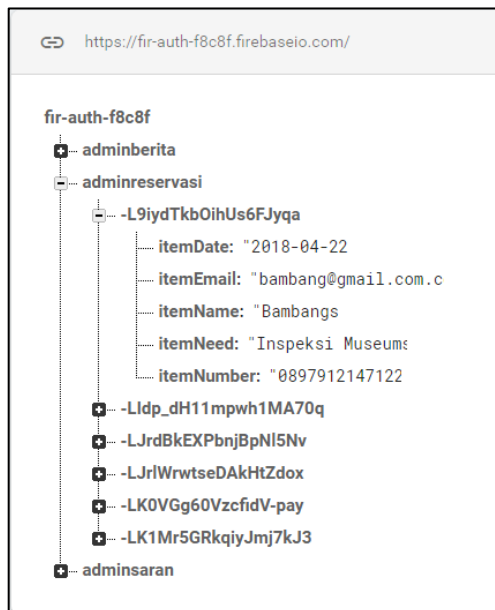 https://fir-auth-f8c8f.firebaseio.com/
fir-auth-f8c8f
adminberita
adminreservasi
-L9iydTkbOihUs6FJyqa
itemDate: "2018-04-22
itemEmail: "bambang@gmail.com.c
itemName: "Bambangs
itemNeed: "Inspeksi Museums
itemNumber: "0897912147122
-LIdp_dH11mpwh1MA70q
-LJrdBkEXPbnjBpNl5Nv
-LJrlWrwtseDAkHtZdox
-LK0VGg60VzcfidV-pay
-LK1Mr5GRkqiyJmj7kJ3
adminsaran